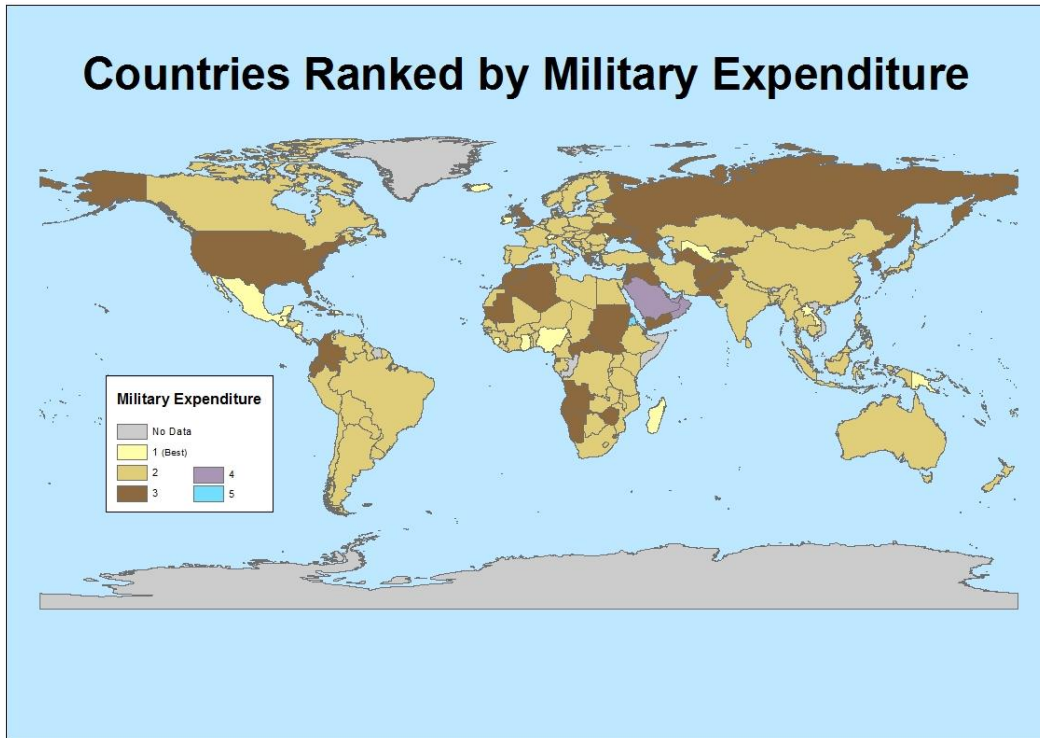 Countries Ranked by Military Expenditure
Military Expenditure
No Data
1 (Best)
2
4
3
5